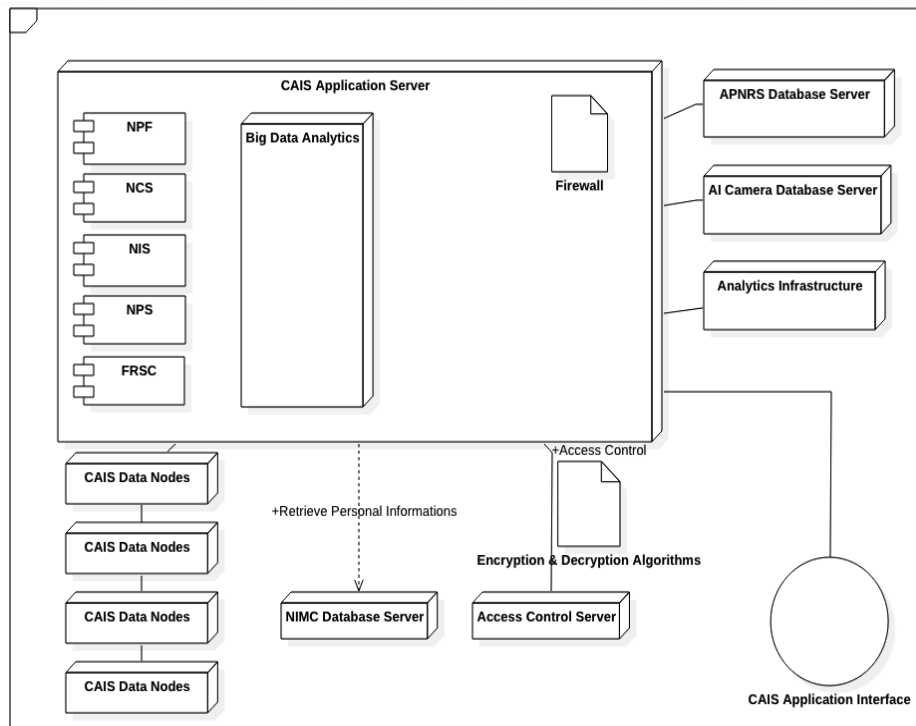 CAIS Application Server
NPF
NCS
NIS
NPS
FRSC
Big Data Analytics
Firewall
APNRS Database Server
AI Camera Database Server
Analytics Infrastructure
+Access Control
CAIS Data Nodes
CAIS Data Nodes
CAIS Data Nodes
CAIS Data Nodes
+Retrieve Personal Informations
Encryption & Decryption Algorithms
NIMC Database Server
Access Control Server
CAIS Application Interface